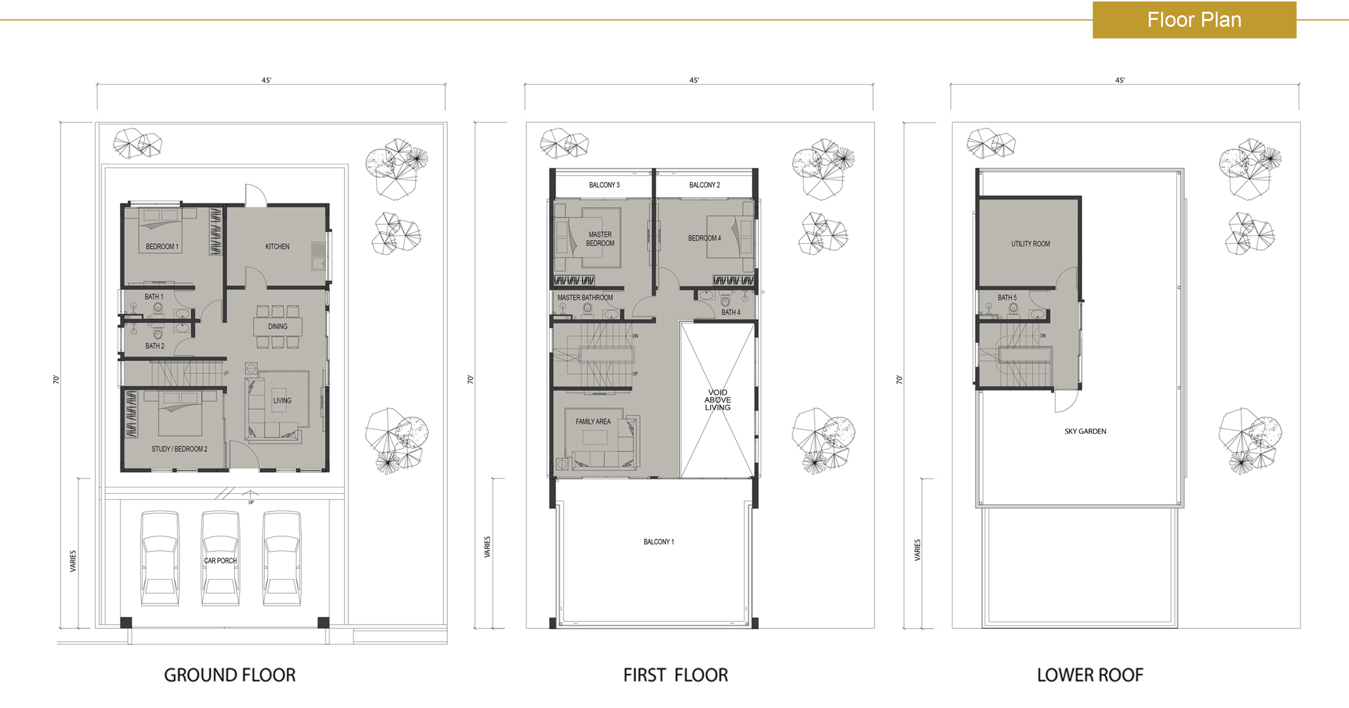 Floor Plan
45'
45'
45'
70'
VARIES
BEDROOM 1
KITCHEN
BATH 1
DINING
BATH 2
UP
LIVING
STUDY / BEDROOM 2
UP
CAR PORCH
GROUND FLOOR
70'
VARIES
BALCONY 3
BALCONY 2
MASTER
BEDROOM
BEDROOM 4
MASTER BATHROOM
BATH 4
DN
UP
VOID
ABOVE
LIVING
FAMILY AREA
BALCONY 1
FIRST FLOOR
70'
VARIES
UTILITY ROOM
BATH 5
DN
SKY GARDEN
LOWER ROOF